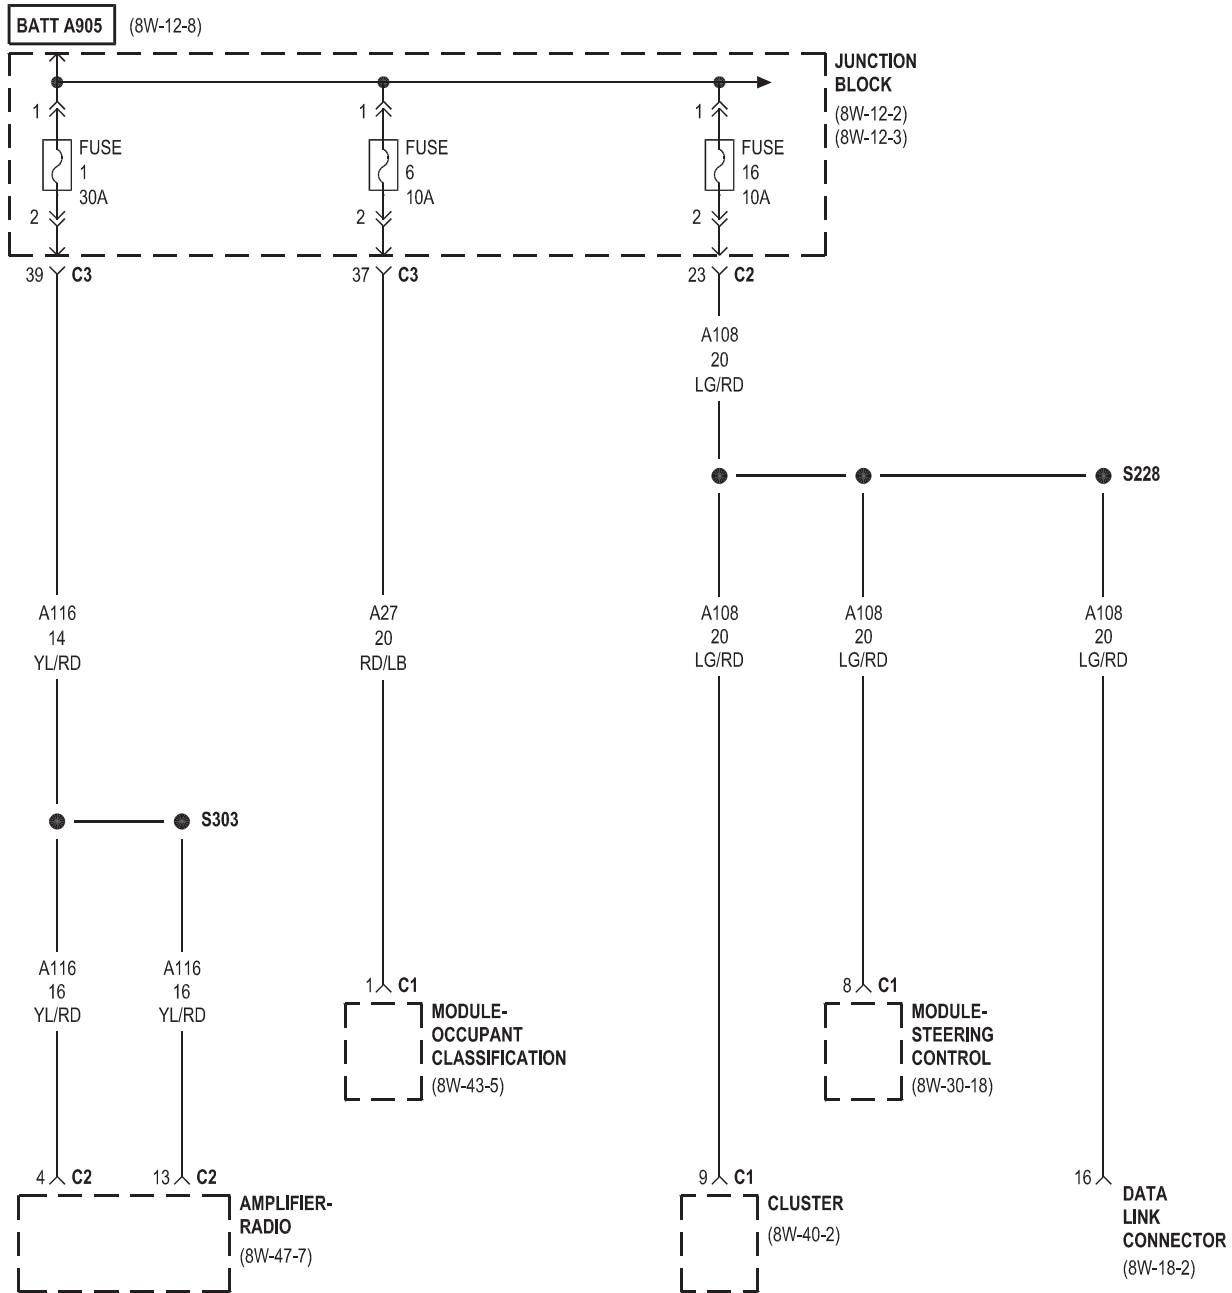 BATT A905 (8W-12-8)
JUNCTION
BLOCK
(8W-12-2)
(8W-12-3)
1
FUSE
1
30A
2
1
FUSE
6
10A
2
1
FUSE
16
10A
2
39 C3
37 C3
23 C2
A108
20
LG/RD
S228
A116
14
YL/RD
A27
20
RD/LB
A108
20
LG/RD
A108
20
LG/RD
A108
20
LG/RD
S303
A116
16
YL/RD
A116
16
YL/RD
1 C1
MODULE-
OCCUPANT
CLASSIFICATION
(8W-43-5)
8 C1
MODULE-
STEERING
CONTROL
(8W-30-18)
4 C2
13 C2
AMPLIFIER-
RADIO
(8W-47-7)
9 C1
CLUSTER
(8W-40-2)
16
DATA
LINK
CONNECTOR
(8W-18-2)